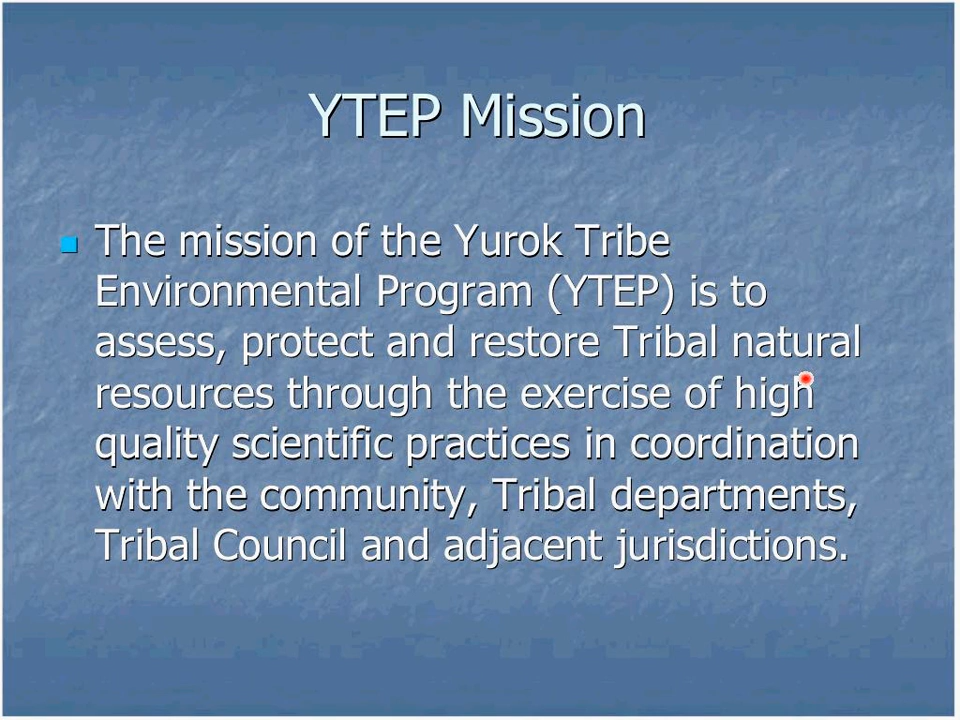 YTEP Mission
The mission of the Yurok Tribe
Environmental Program (YTEP) is to
assess, protect and restore Tribal natural
resources through the exercise of high
quality scientific practices in coordination
with the community, Tribal departments,
Tribal Council and adjacent jurisdictions.